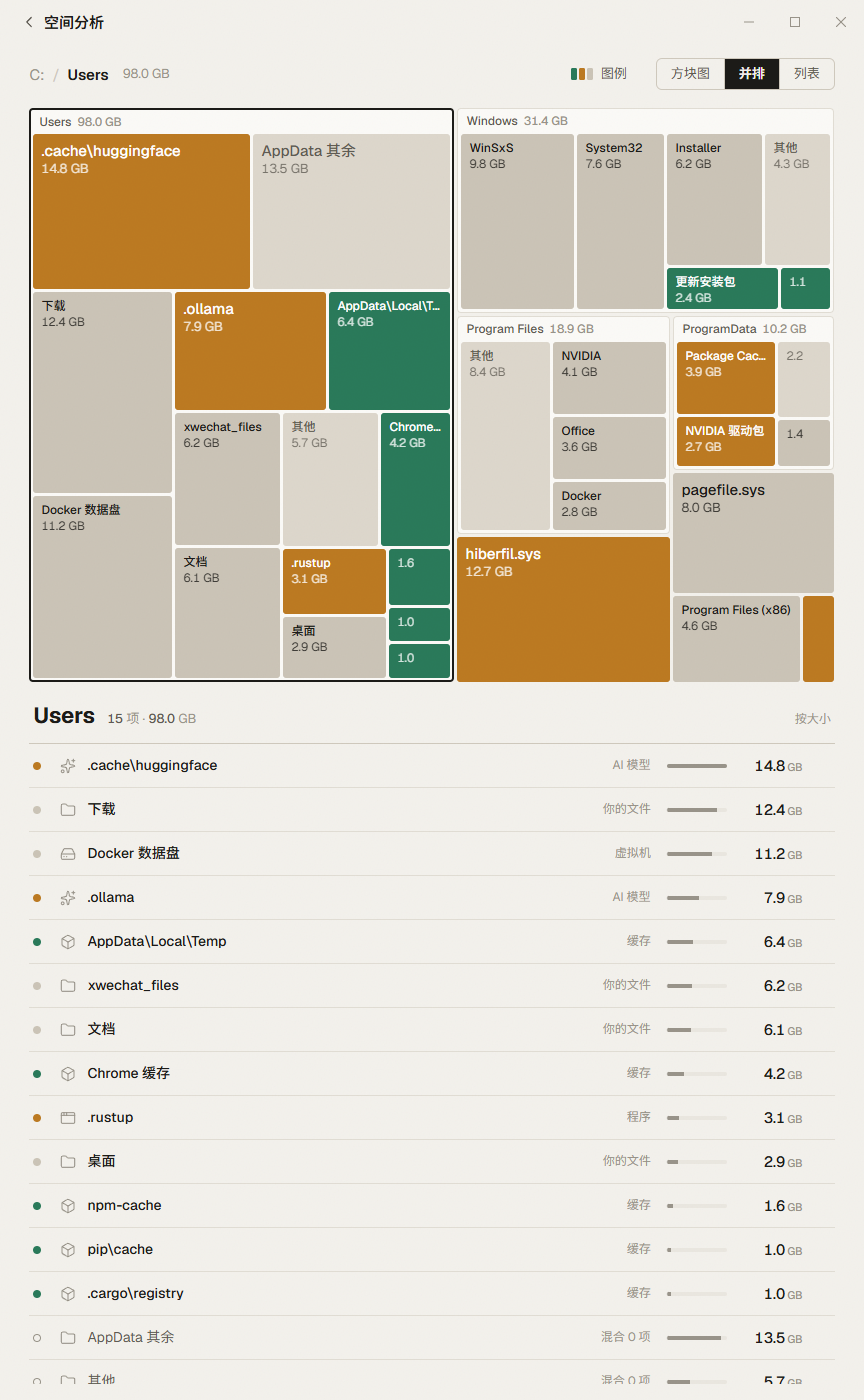 空间分析
C: / Users 98.0 GB 图例 方块图 并排 列表
Users 98.0 GB
.cache\huggingface
14.8 GB
AppData 其余
13.5 GB
下载
12.4 GB
.ollama
7.9 GB
AppData\Local\T...
6.4 GB
xwechat_files
6.2 GB
其他
5.7 GB
Chrome...
4.2 GB
Docker 数据盘
11.2 GB
文档
6.1 GB
.rustup
3.1 GB
1.6
桌面
2.9 GB
1.0
1.0
Windows 31.4 GB
WinSxS
9.8 GB
System32
7.6 GB
Installer
6.2 GB
其他
4.3 GB
更新安装包
2.4 GB
1.1
Program Files 18.9 GB
其他
8.4 GB
NVIDIA
4.1 GB
Office
3.6 GB
Docker
2.8 GB
ProgramData 10.2 GB
Package Cac...
3.9 GB
2.2
NVIDIA 驱动包
2.7 GB
1.4
hiberfil.sys
12.7 GB
pagefile.sys
8.0 GB
Program Files (x86)
4.6 GB
Users 15 项 · 98.0 GB 按大小
.cache\huggingface AI 模型 14.8 GB
下载 你的文件 12.4 GB
Docker 数据盘 虚拟机 11.2 GB
.ollama AI 模型 7.9 GB
AppData\Local\Temp 缓存 6.4 GB
xwechat_files 你的文件 6.2 GB
文档 你的文件 6.1 GB
Chrome 缓存 缓存 4.2 GB
.rustup 程序 3.1 GB
桌面 你的文件 2.9 GB
npm-cache 缓存 1.6 GB
pip\cache 缓存 1.0 GB
.cargo\registry 缓存 1.0 GB
AppData 其余 混合 0 项 13.5 GB
其他 混合 0 项 5.7 GB